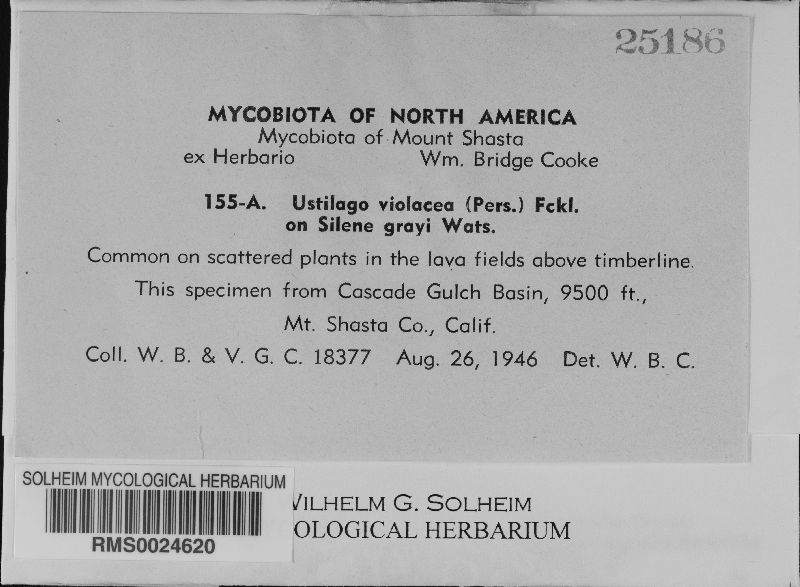 25186
MYCOBIOTA OF NORTH AMERICA
Mycobiota of Mount Shasta
ex Herbario Wm. Bridge Cooke
155-A. Ustilago violacea (Pers.) Fckl.
on Silene grayi Wats.
Common on scattered plants in the lava fields above timberline.
This specimen from Cascade Gulch Basin, 9500 ft.,
Mt. Shasta Co., Calif.
Coll. W. B. & V. G. C. 18377 Aug. 26, 1946 Det. W. B. C.
SOLHEIM MYCOLOGICAL HERBARIUM
RMS0024620
VILHELM G. SOLHEIM
OLOGICAL HERBARIUM